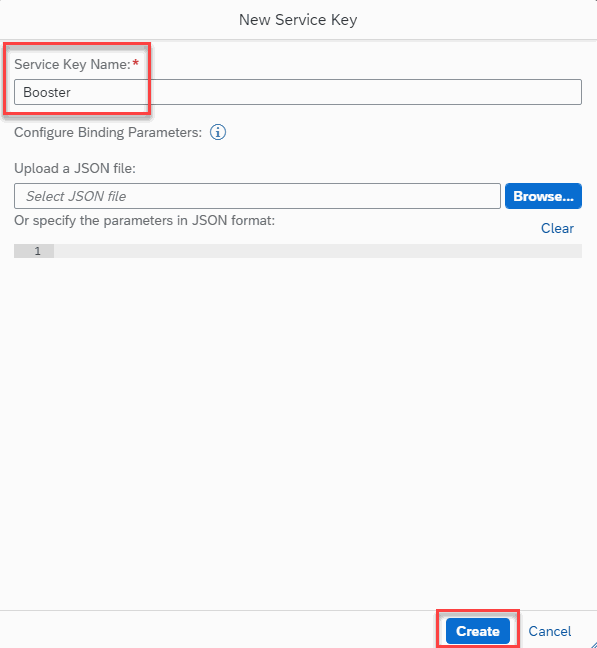 New Service Key
Service Key Name:*
Booster
Configure Binding Parameters:
Upload a JSON file:
Select JSON file
Browse...
Or specify the parameters in JSON format:
Clear
1
Create
Cancel